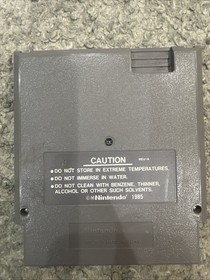 CAUTION REV-A
• DO NOT STORE IN EXTREME TEMPERATURES.
• DO NOT IMMERSE IN WATER.
• DO NOT CLEAN WITH BENZENE, THINNER,
ALCOHOL OR OTHER SUCH SOLVENTS.
©Nintendo 1985